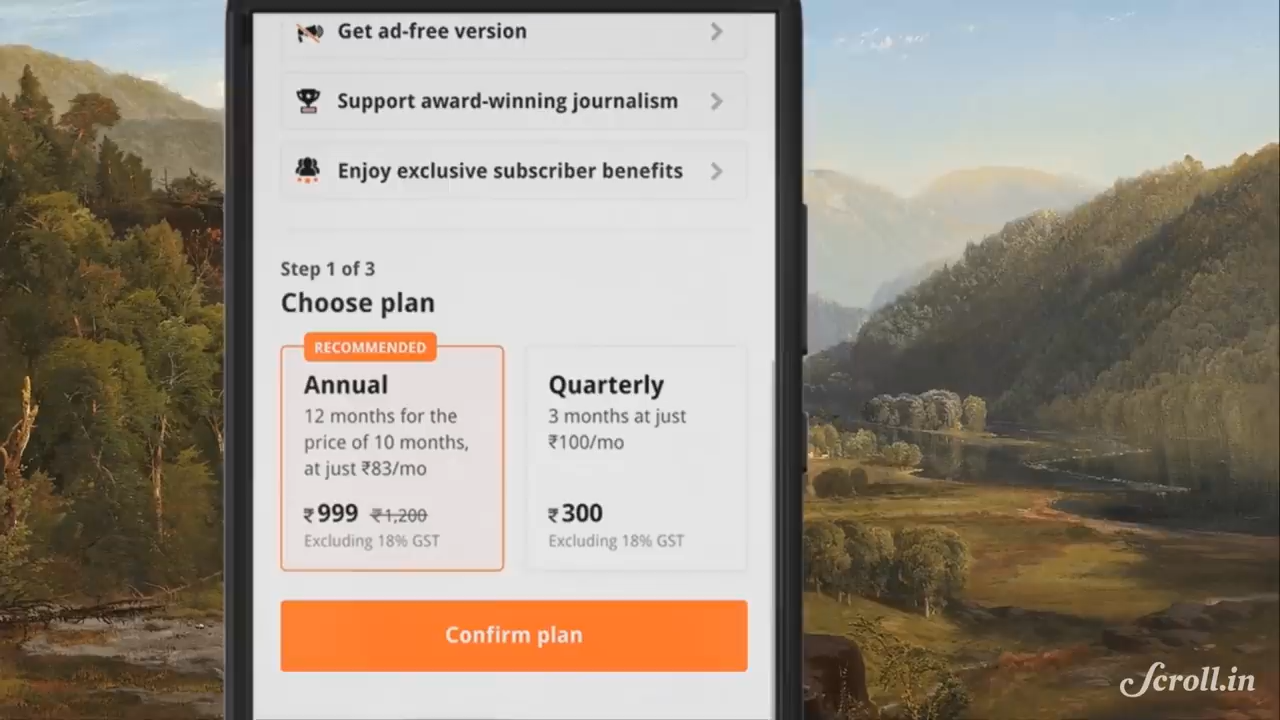 Get ad-free version
Support award-winning journalism
Enjoy exclusive subscriber benefits
Step 1 of 3
Choose plan
RECOMMENDED
Annual
12 months for the
price of 10 months,
at just ₹83/mo
₹999 ₹1,200
Excluding 18% GST
Quarterly
3 months at just
₹100/mo
₹300
Excluding 18% GST
Confirm plan
Scroll.in